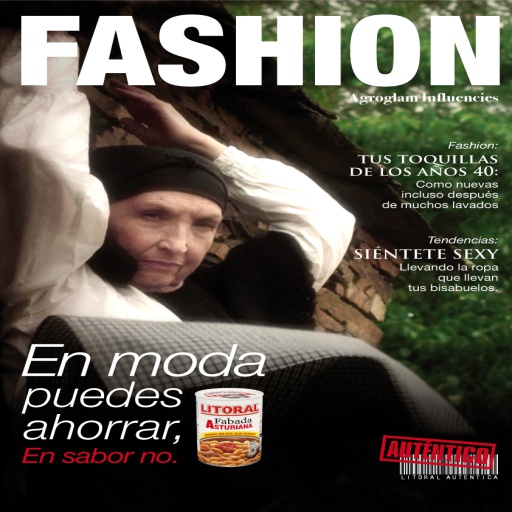 FASHION
Agroglam Influencies
Fashion:
TUS TOQUILLAS
DE LOS AÑOS 40:
Como nuevas
incluso después
de muchos lavados
Tendencias:
SIÉNTETE SEXY
Llevando la ropa
que llevan
tus bisabuelos.
En moda
puedes
ahorrar,
En sabor no.
LITORAL
Fabada
ASTURIANA
AUTÉNTICO
LITORAL AUTENTICA